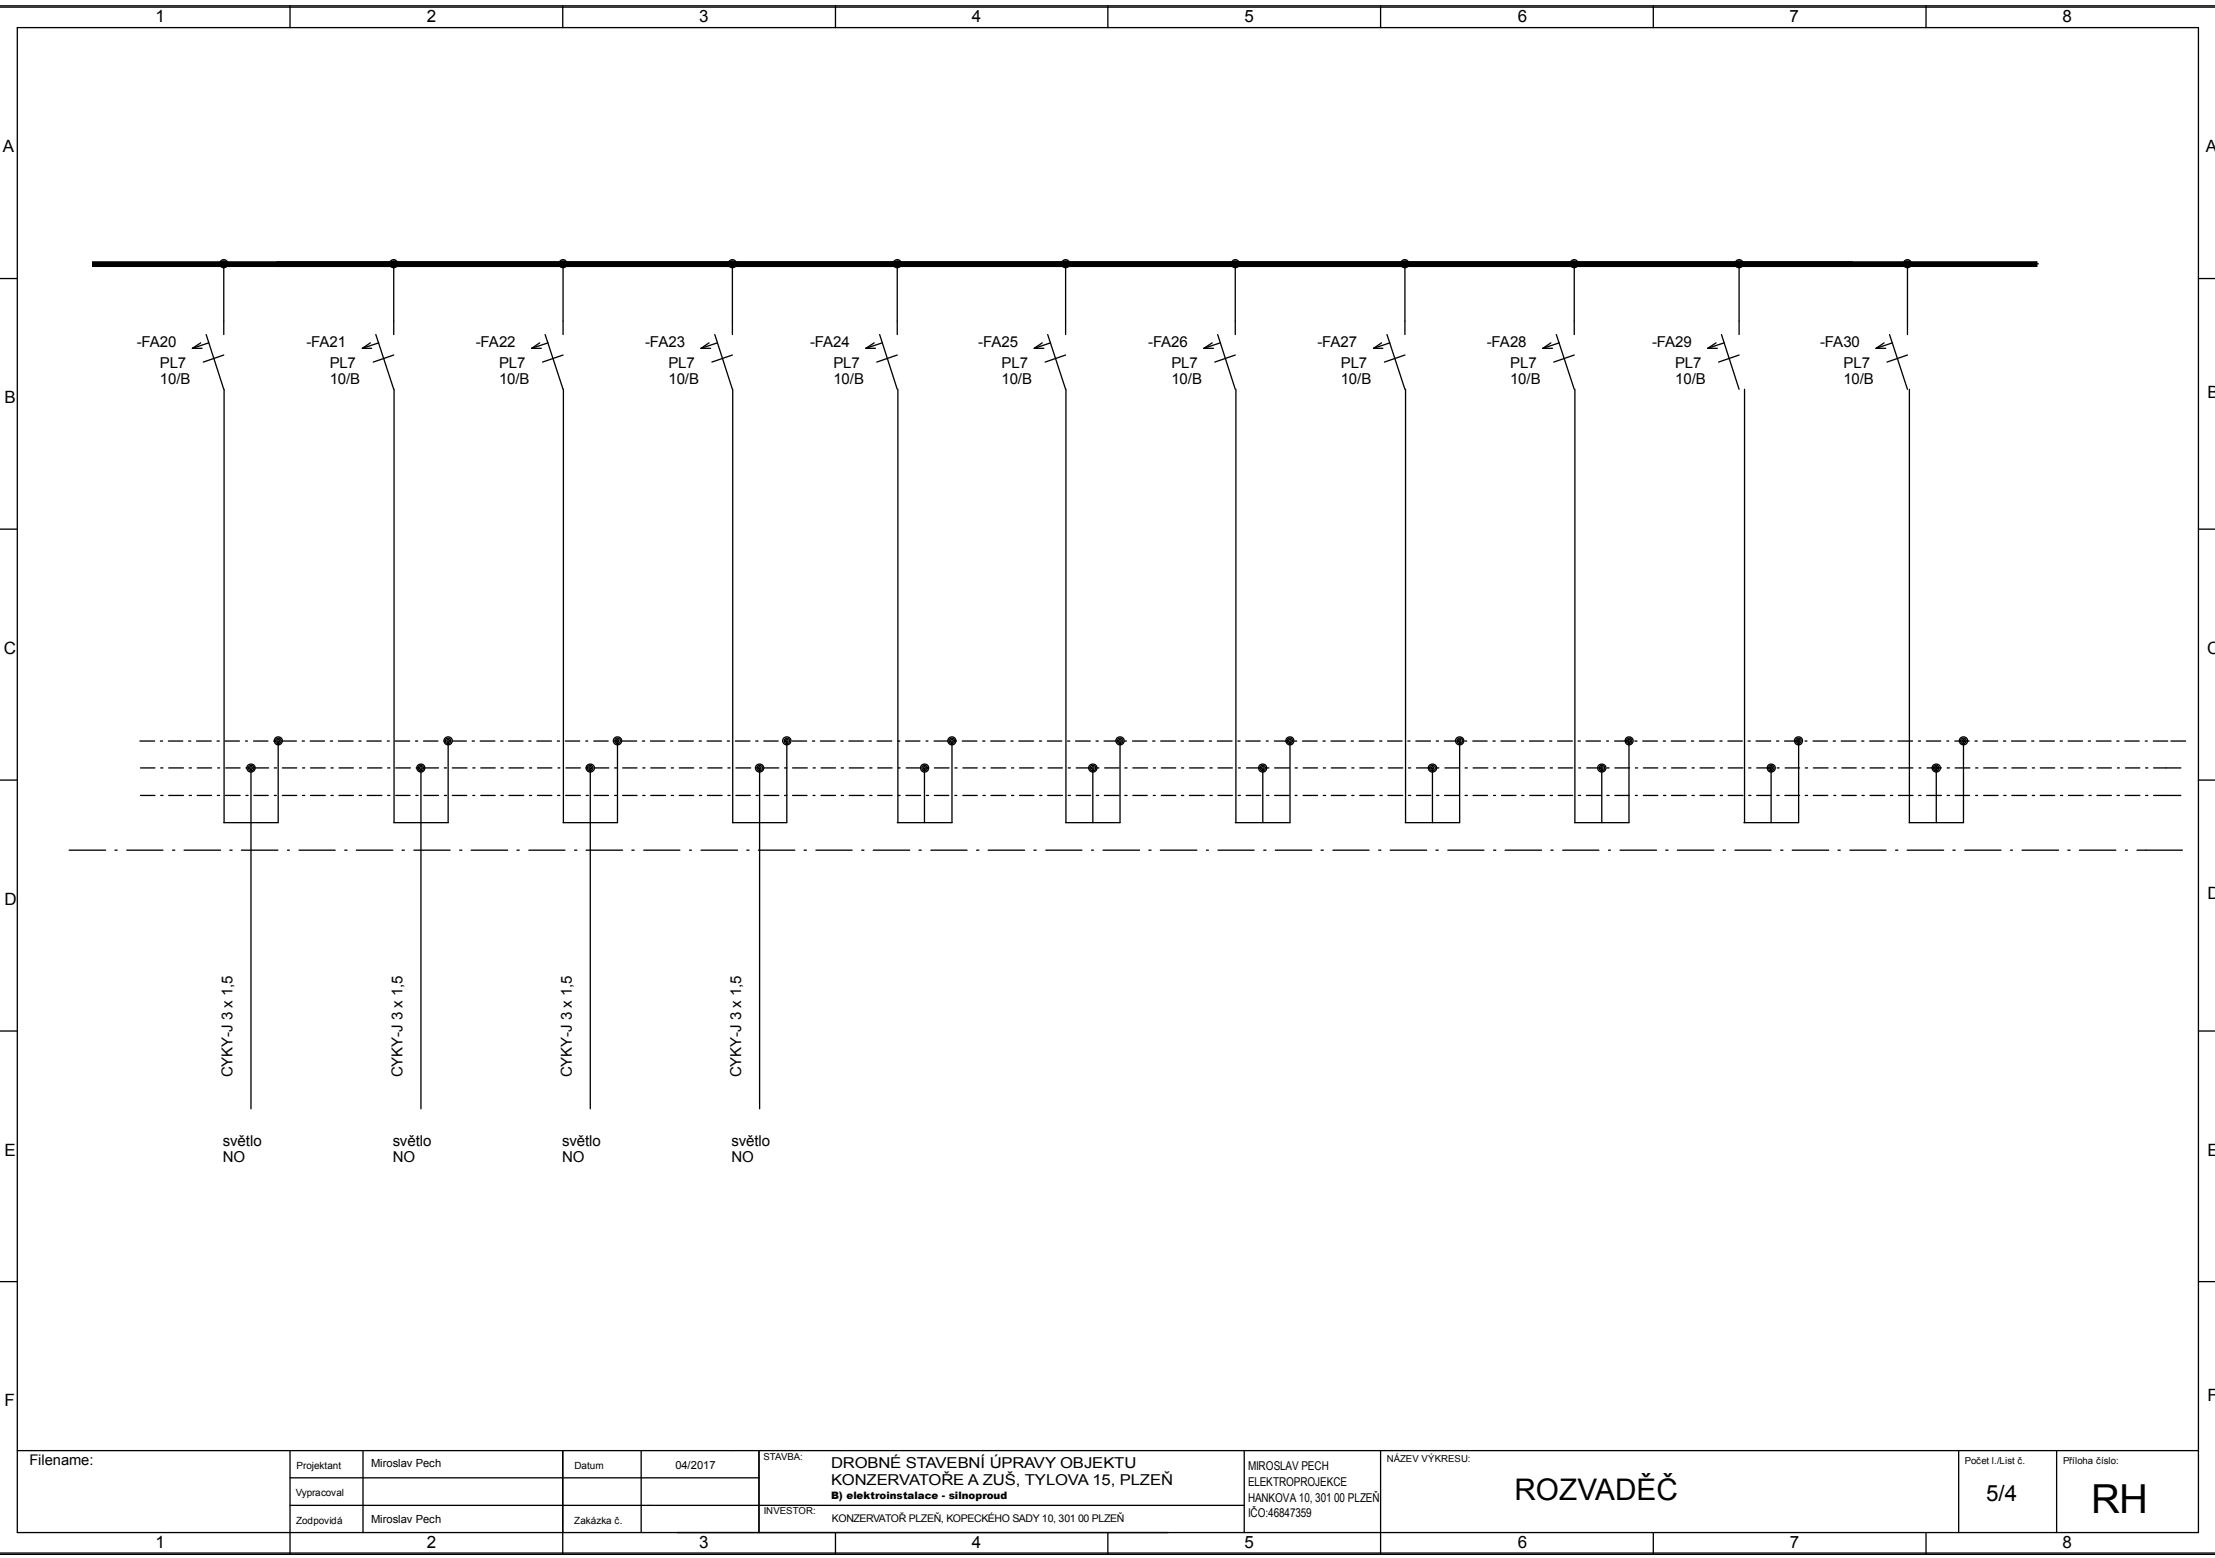 1 2 3 4 5 6 7 8
A A
-FA20 -FA21 -FA22 -FA23 -FA24 -FA25 -FA26 -FA27 -FA28 -FA29 -FA30
PL7 PL7 PL7 PL7 PL7 PL7 PL7 PL7 PL7 PL7 PL7
10/B 10/B 10/B 10/B 10/B 10/B 10/B 10/B 10/B 10/B 10/B
B B
C C
D D
CYKY-J 3 x 1,5
CYKY-J 3 x 1,5
CYKY-J 3 x 1,5
CYKY-J 3 x 1,5
světlo světlo světlo světlo
NO NO NO NO
E E
F F
Filename:
Projektant Miroslav Pech Datum 04/2017
Vypracoval
Zodpovídá Miroslav Pech Zakázka č.
STAVBA: DROBNÉ STAVEBNÍ ÚPRAVY OBJEKTU
KONZERVATOŘE A ZUŠ, TYLOVA 15, PLZEŇ
B) elektroinstalace - silnoproud
INVESTOR: KONZERVATOŘ PLZEŇ, KOPECKÉHO SADY 10, 301 00 PLZEŇ
MIROSLAV PECH
ELEKTROPROJEKCE
HANKOVA 10, 301 00 PLZEŇ
IČO:46847359
NÁZEV VÝKRESU:
ROZVADĚČ
Počet l./List č.
5/4
Příloha číslo:
RH
1 2 3 4 5 6 7 8